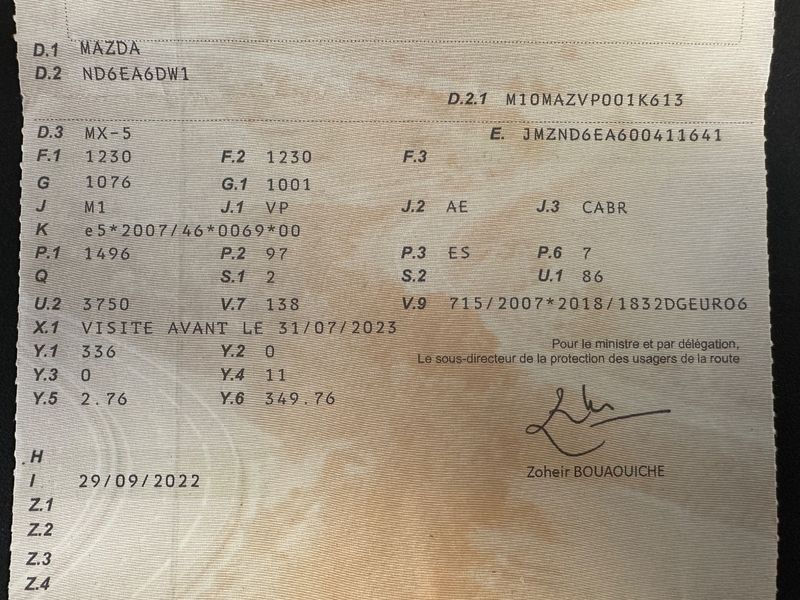 D.1 MAZDA
D.2 ND6EA6DW1
D.2.1 M10MAZVP001K613
D.3 MX-5 E. JMZND6EA600411641
F.1 1230 F.2 1230 F.3
G 1076 G.1 1001
J M1 J.1 VP J.2 AE J.3 CABR
K e5*2007/46*0069*00
P.1 1496 P.2 97 P.3 ES P.6 7
Q S.1 2 S.2 U.1 86
U.2 3750 V.7 138 V.9 715/2007*2018/1832DGEURO6
X.1 VISITE AVANT LE 31/07/2023
Y.1 336 Y.2 0
Pour le ministre et par délégation,
Le sous-directeur de la protection des usagers de la route
Y.3 0 Y.4 11
Y.5 2.76 Y.6 349.76
H
Zoheir BOUAOUICHE
I 29/09/2022
Z.1
Z.2
Z.3
Z.4